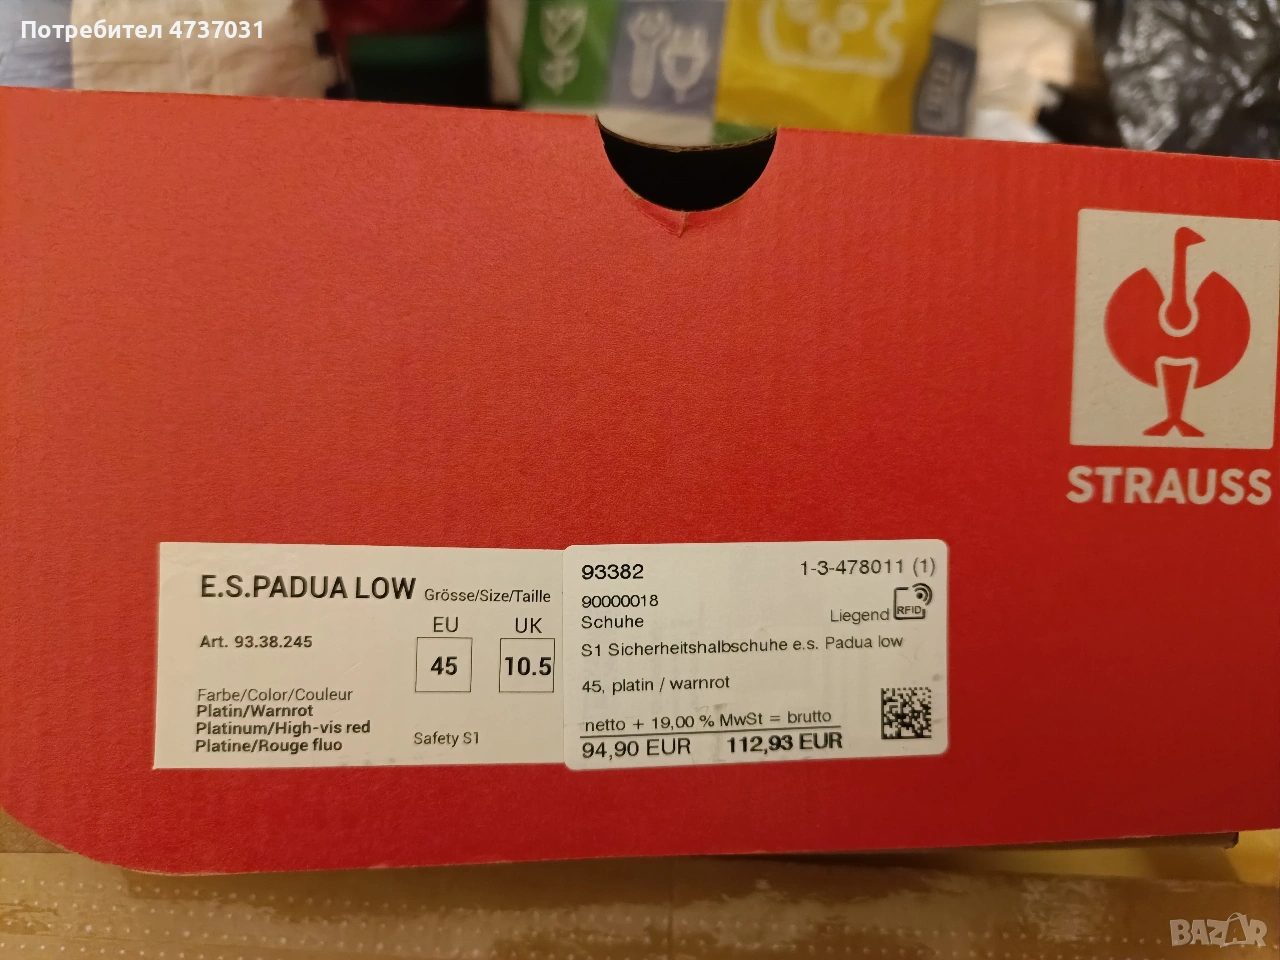 Потребител 4737031
STRAUSS
E.S.PADUA LOW Grösse/Size/Taille
EU UK
Art. 93.38.245
45 10.5
Farbe/Color/Couleur
Platin/Warnrot
Platinum/High-vis red
Platine/Rouge fluo
Safety S1
93382 1-3-478011 (1)
90000018
Schuhe Liegend RFID
S1 Sicherheitshalbschuhe e.s. Padua low
45, platin / warnrot
netto + 19,00 % MwSt = brutto
94,90 EUR 112,93 EUR
BAZAR